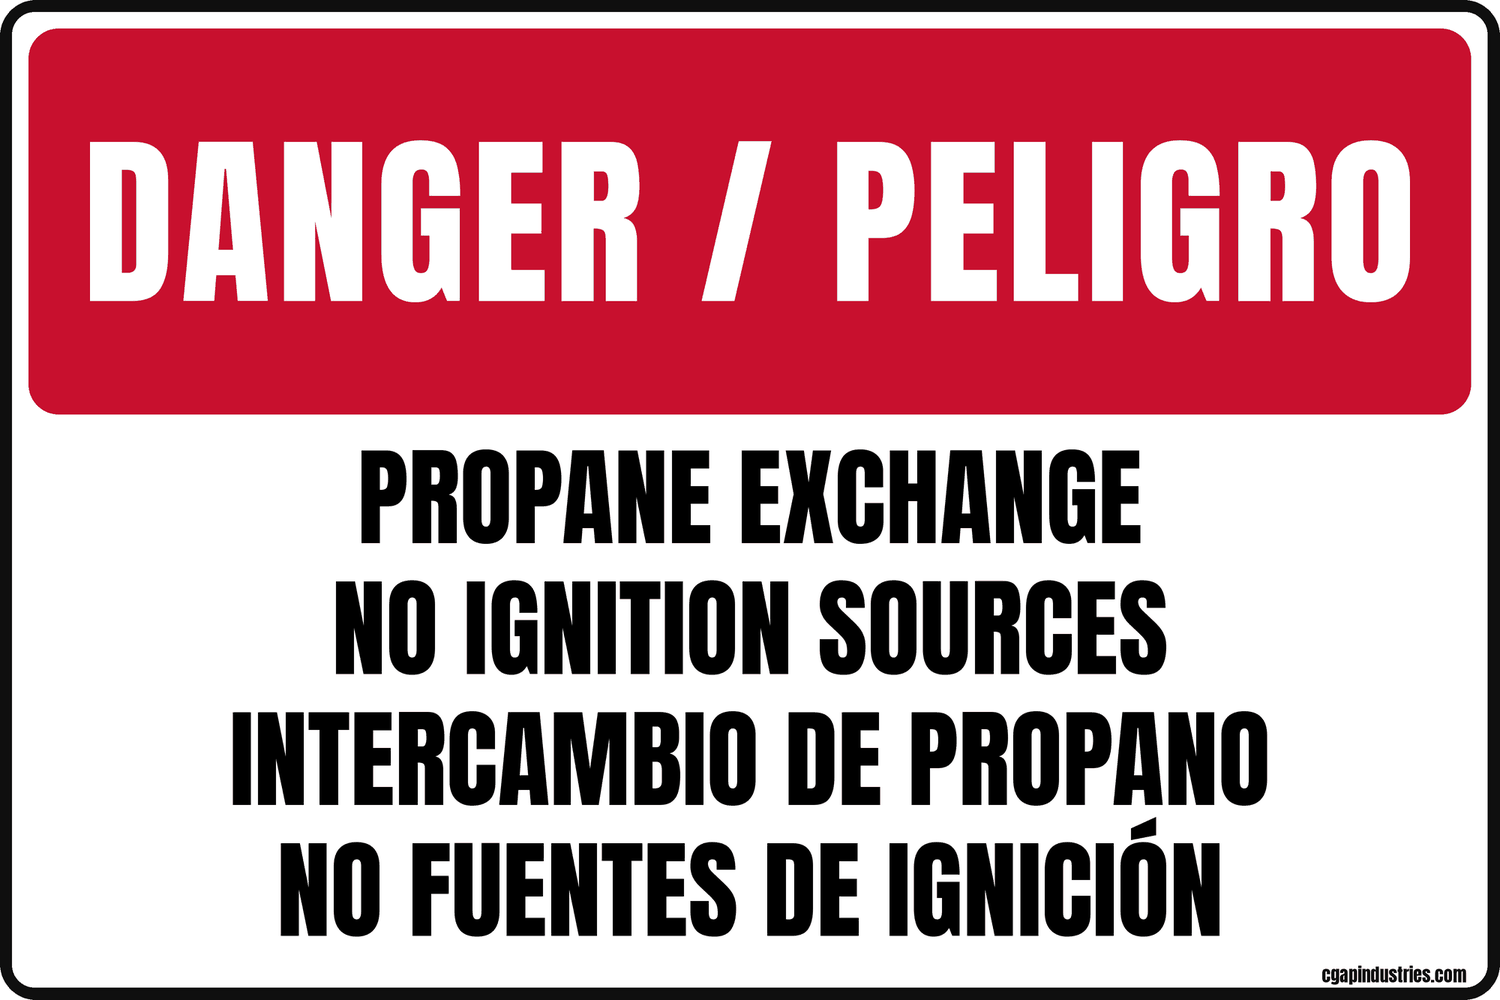 DANGER / PELIGRO
PROPANE EXCHANGE
NO IGNITION SOURCES
INTERCAMBIO DE PROPANO
NO FUENTES DE IGNICIÓN
cgapindustries.com